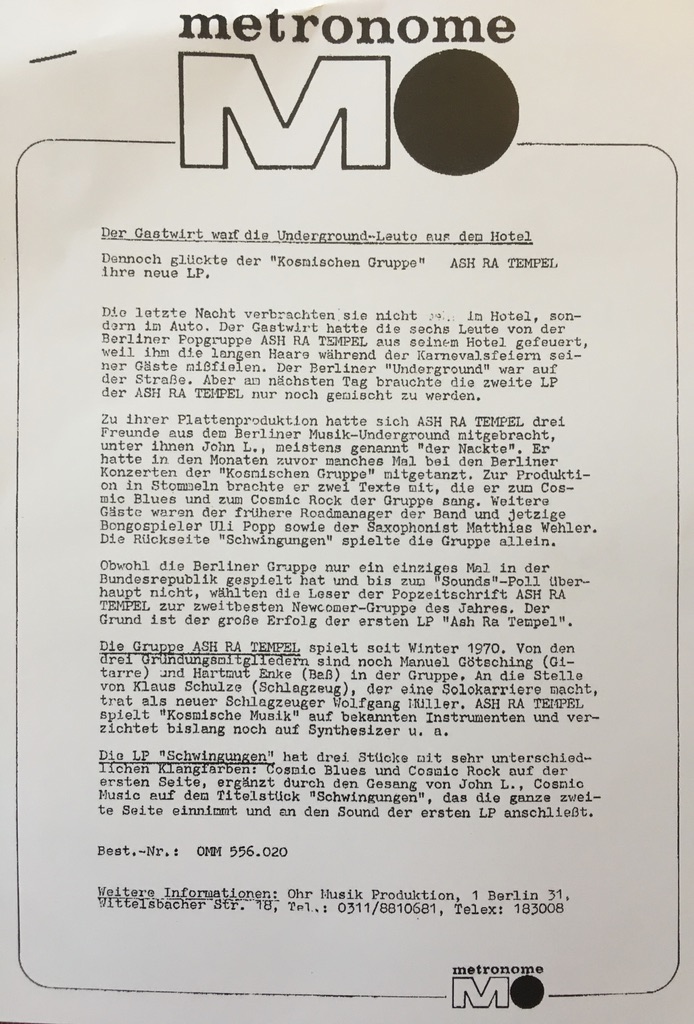 metronome
MO
Der Gastwirt warf die Underground-Leute aus dem Hotel
Dennoch glückte der "Kosmischen Gruppe" ASH RA TEMPEL
ihre neue LP.
Die letzte Nacht verbrachten sie nicht im Hotel, son-
dern im Auto. Der Gastwirt hatte die sechs Leute von der
Berliner Popgruppe ASH RA TEMPEL aus seinem Hotel gefeuert,
weil ihm die langen Haare während der Karnevalsfeiern sei-
ner Gäste mißfielen. Der Berliner "Underground" war auf
der Straße. Aber am nächsten Tag brauchte die zweite LP
der ASH RA TEMPEL nur noch gemischt zu werden.
Zu ihrer Plattenproduktion hatte sich ASH RA TEMPEL drei
Freunde aus dem Berliner Musik-Underground mitgebracht,
unter ihnen John L., meistens genannt "der Nackte". Er
hatte in den Monaten zuvor manches Mal bei den Berliner
Konzerten der "Kosmischen Gruppe" mitgetanzt. Zur Produkti-
on in Stommeln brachte er zwei Texte mit, die er zum Cos-
mic Blues und zum Cosmic Rock der Gruppe sang. Weitere
Gäste waren der frühere Roadmanager der Band und jetzige
Bongospieler Uli Popp sowie der Saxophonist Matthias Wehler.
Die Rückseite "Schwingungen" spielte die Gruppe allein.
Obwohl die Berliner Gruppe nur ein einziges Mal in der
Bundesrepublik gespielt hat und bis zum "Sounds"-Poll über-
haupt nicht, wählten die Leser der Popzeitschrift ASH RA
TEMPEL zur zweitbesten Newcomer-Gruppe des Jahres. Der
Grund ist der große Erfolg der ersten LP "Ash Ra Tempel".
Die Gruppe ASH RA TEMPEL spielt seit Winter 1970. Von den
drei Gründungsmitgliedern sind noch Manuel Götsching (Gi-
tarre) und Hartmut Enke (Baß) in der Gruppe. An die Stelle
von Klaus Schulze (Schlagzeug), der eine Solokarriere macht,
trat als neuer Schlagzeuger Wolfgang Müller. ASH RA TEMPEL
spielt "Kosmische Musik" auf bekannten Instrumenten und ver-
zichtet bislang noch auf Synthesizer u. a.
Die LP "Schwingungen" hat drei Stücke mit sehr unterschied-
lichen Klangfarben: Cosmic Blues und Cosmic Rock auf der
ersten Seite, ergänzt durch den Gesang von John L., Cosmic
Music auf dem Titelstück "Schwingungen", das die ganze zwei-
te Seite einnimmt und an den Sound der ersten LP anschließt.
Best.-Nr.: OMM 556.020
Weitere Informationen: Ohr Musik Produktion, 1 Berlin 31,
Wittelsbacher Str. 18, Tel.: 0311/8810681, Telex: 183008
metronome
MO